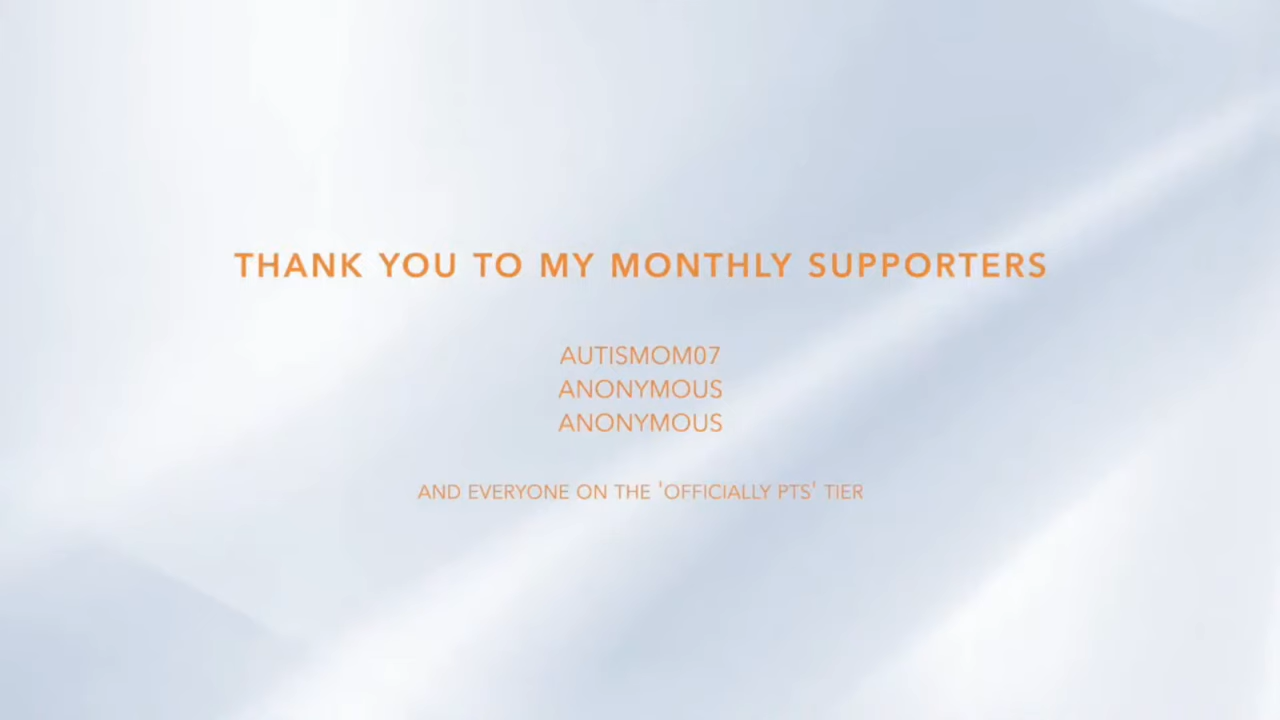 THANK YOU TO MY MONTHLY SUPPORTERS
AUTISMOM07
ANONYMOUS
ANONYMOUS
AND EVERYONE ON THE 'OFFICIALLY PTS' TIER